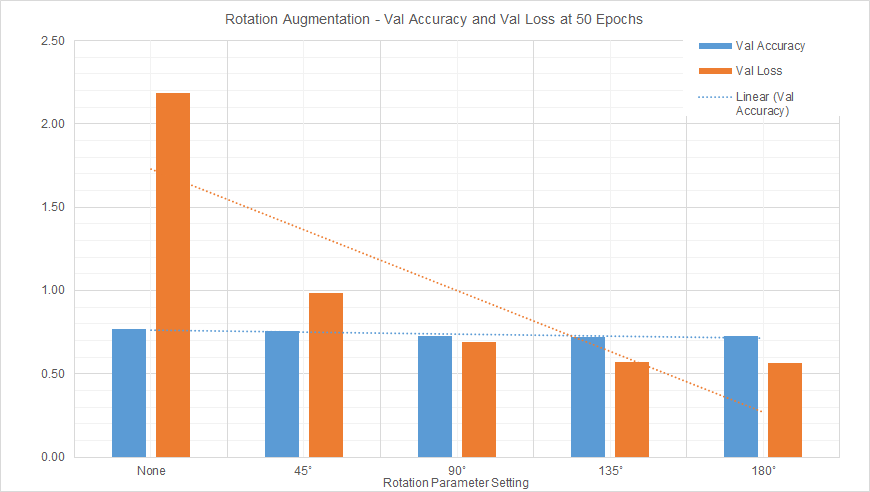 Rotation Augmentation - Val Accuracy and Val Loss at 50 Epochs
2.50
2.00
1.50
1.00
0.50
0.00
Val Accuracy
Val Loss
Linear (Val
Accuracy)
None 45° 90° 135° 180°
Rotation Parameter Setting